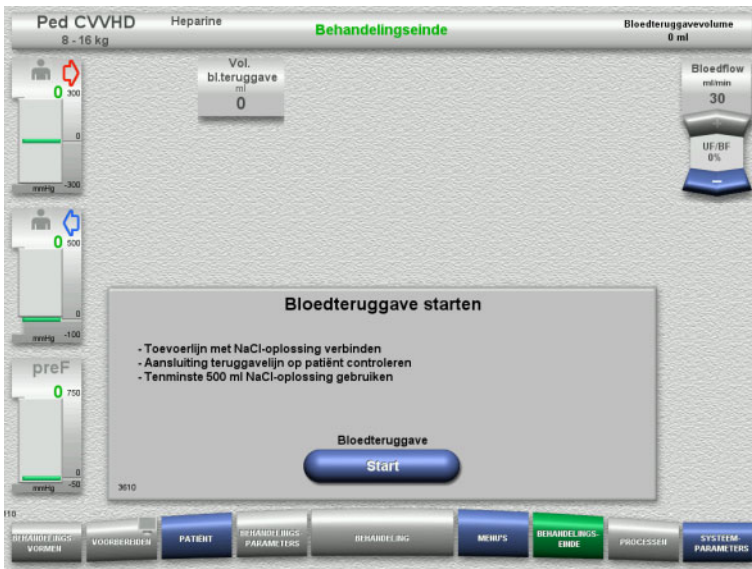 Ped CVVHD
8 - 16 kg
Heparine
Behandelingseinde
Bloedteruggavevolume
0 ml
0
300
0
-300
mmHg
Vol.
bl.teruggave
ml
0
Bloedflow
ml/min
30
UF/BF
0%
0
500
0
-100
mmHg
preF
0
750
0
-50
mmHg
Bloedteruggave starten
- Toevoerlijn met NaCl-oplossing verbinden
- Aansluiting teruggavelijn op patiënt controleren
- Tenminste 500 ml NaCl-oplossing gebruiken
Bloedteruggave
Start
3610
110
BEHANDELINGS-
VORMEN
VOORBEREIDEN
PATIËNT
BEHANDELINGS-
PARAMETERS
BEHANDELING
MENU'S
BEHANDELINGS-
EINDE
PROCESSEN
SYSTEEM-
PARAMETERS